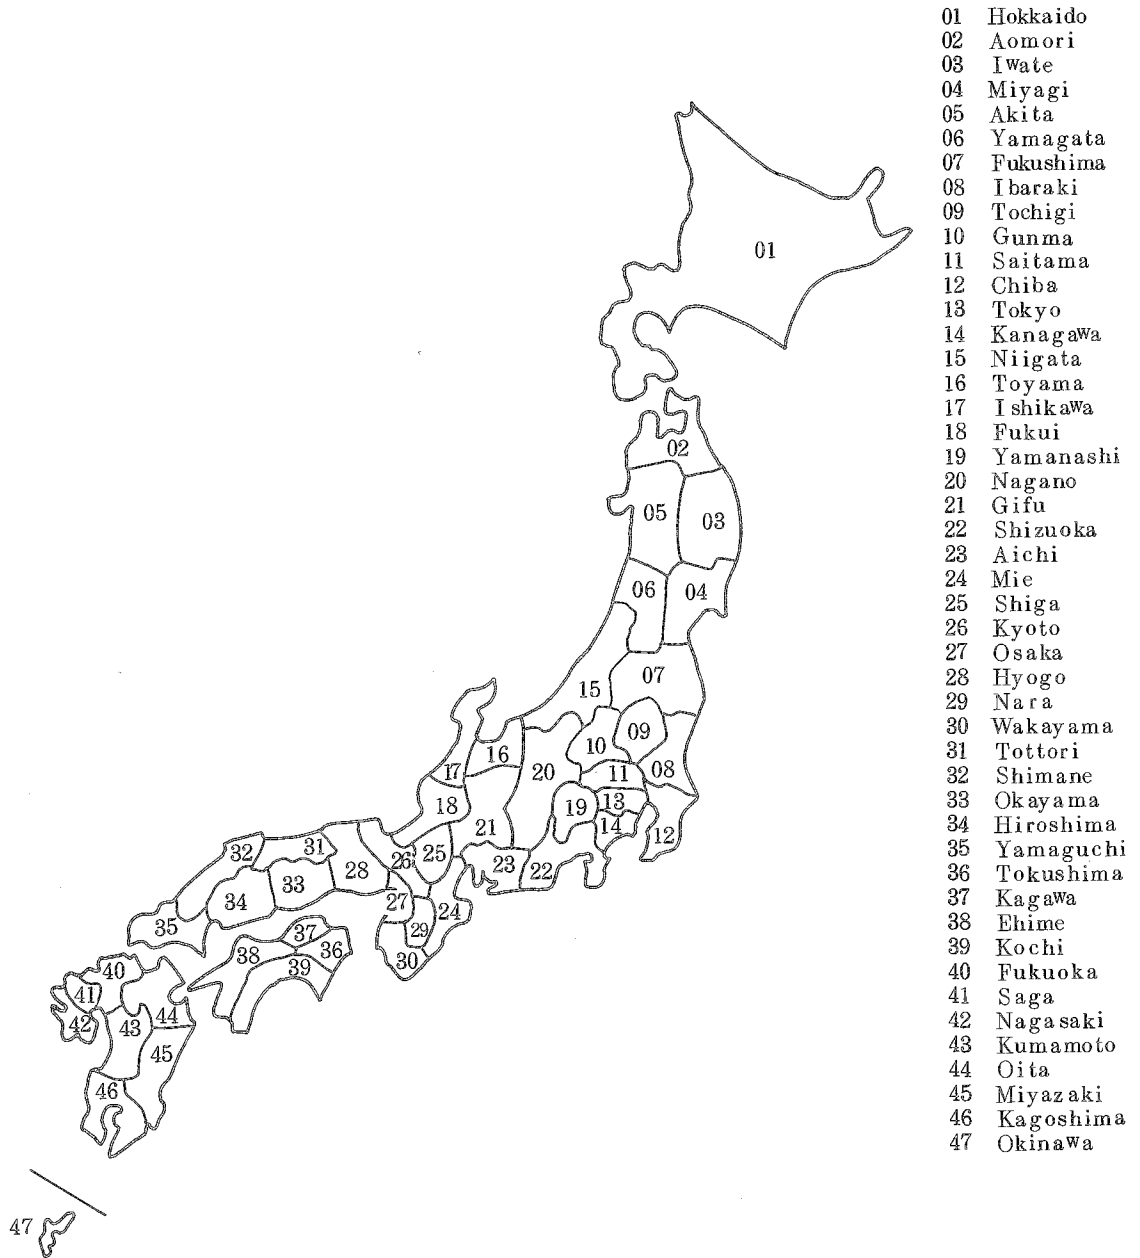 01 Hokkaido
02 Aomori
03 Iwate
04 Miyagi
05 Akita
06 Yamagata
07 Fukushima
08 Ibaraki
09 Tochigi
10 Gunma
11 Saitama
12 Chiba
13 Tokyo
14 Kanagawa
15 Niigata
16 Toyama
17 Ishikawa
18 Fukui
19 Yamanashi
20 Nagano
21 Gifu
22 Shizuoka
23 Aichi
24 Mie
25 Shiga
26 Kyoto
27 Osaka
28 Hyogo
29 Nara
30 Wakayama
31 Tottori
32 Shimane
33 Okayama
34 Hiroshima
35 Yamaguchi
36 Tokushima
37 Kagawa
38 Ehime
39 Kochi
40 Fukuoka
41 Saga
42 Nagasaki
43 Kumamoto
44 Oita
45 Miyazaki
46 Kagoshima
47 Okinawa
01
02
05
03
06
04
07
15
09
10
16
17
20
11
08
19
13
18
14
12
21
31
32
26
25
23
22
28
33
27
34
24
35
29
37
38
36
30
39
40
41
42
43
44
45
46
47